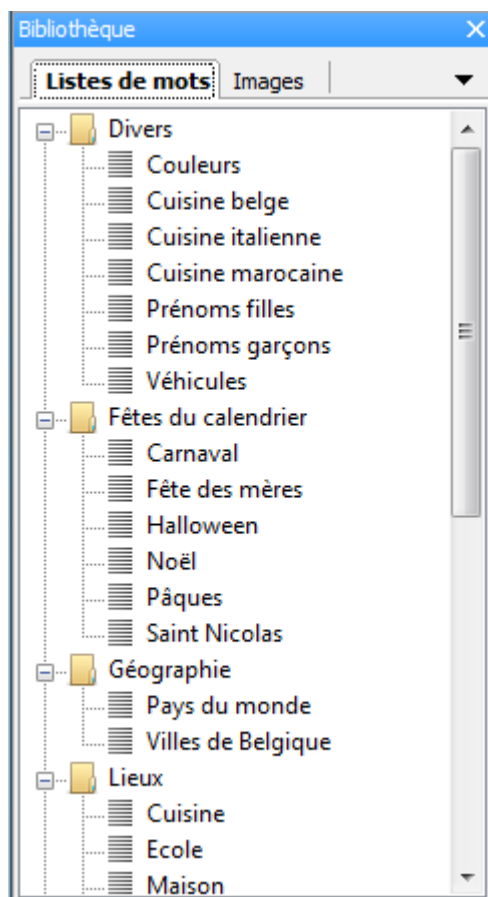 Bibliothèque
Listes de mots Images
Divers
Couleurs
Cuisine belge
Cuisine italienne
Cuisine marocaine
Prénoms filles
Prénoms garçons
Véhicules
Fêtes du calendrier
Carnaval
Fête des mères
Halloween
Noël
Pâques
Saint Nicolas
Géographie
Pays du monde
Villes de Belgique
Lieux
Cuisine
Ecole
Maison